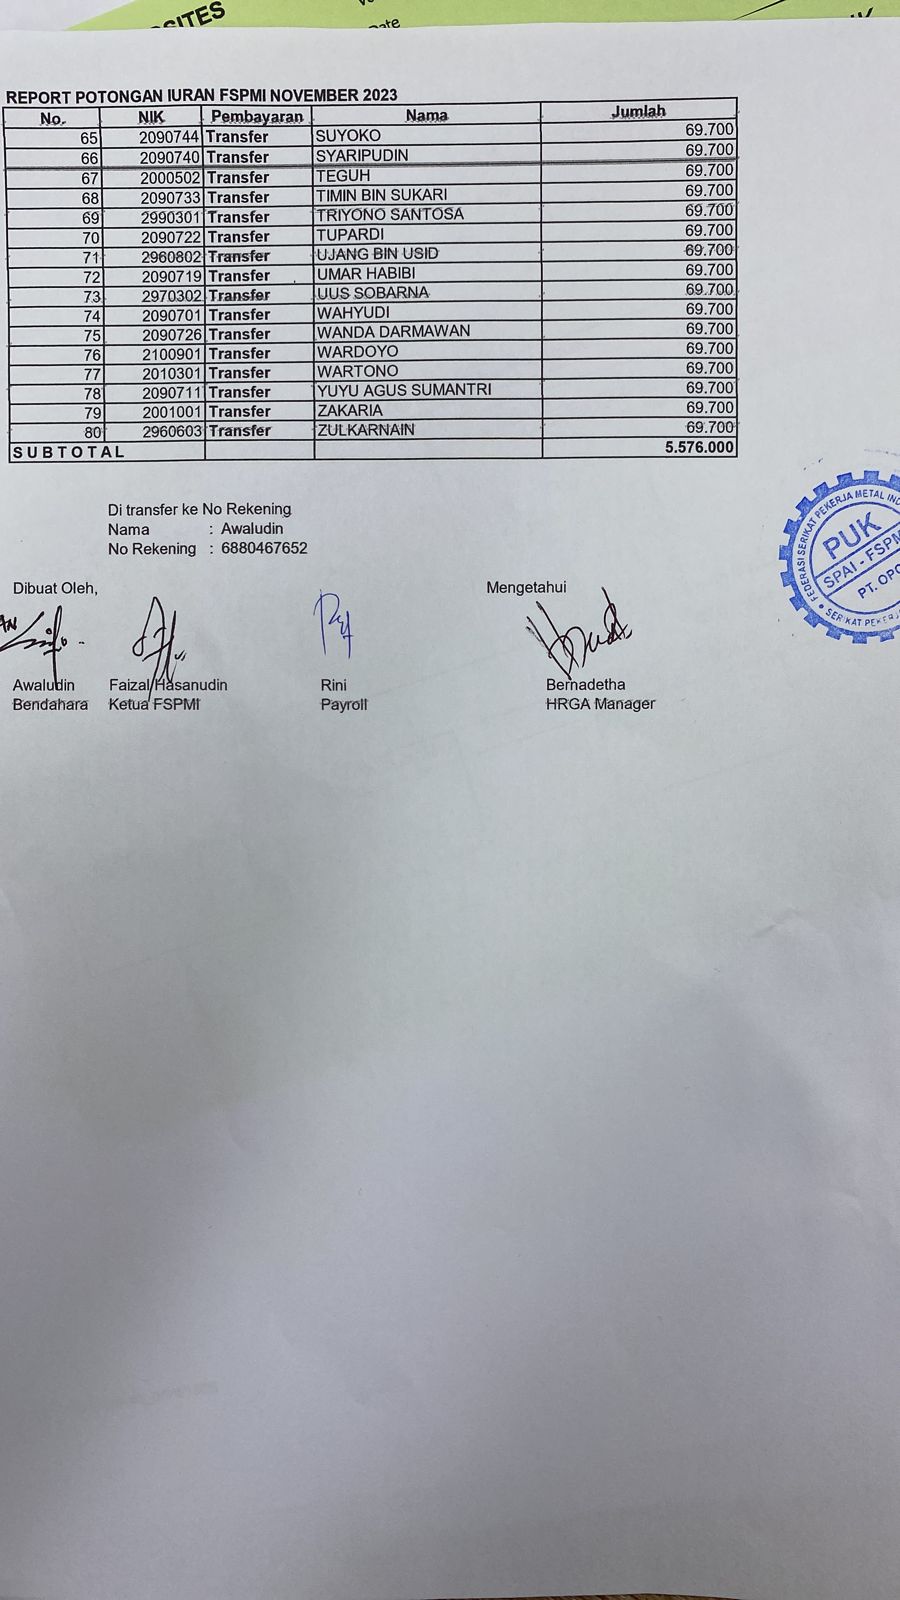 SITES
Date
REPORT POTONGAN IURAN FSPMI NOVEMBER 2023
No. NIK Pembayaran Nama Jumlah
65 2090744 Transfer SUYOKO 69.700
66 2090740 Transfer SYARIPUDIN 69.700
67 2000502 Transfer TEGUH 69.700
68 2090733 Transfer TIMIN BIN SUKARI 69.700
69 2990301 Transfer TRIYONO SANTOSA 69.700
70 2090722 Transfer TUPARDI 69.700
71 2960802 Transfer UJANG BIN USID 69.700
72 2090719 Transfer UMAR HABIBI 69.700
73 2970302 Transfer UUS SOBARNA 69.700
74 2090701 Transfer WAHYUDI 69.700
75 2090726 Transfer WANDA DARMAWAN 69.700
76 2100901 Transfer WARDOYO 69.700
77 2010301 Transfer WARTONO 69.700
78 2090711 Transfer YUYU AGUS SUMANTRI 69.700
79 2001001 Transfer ZAKARIA 69.700
80 2960603 Transfer ZULKARNAIN 69.700
SUBTOTAL 5.576.000
Di transfer ke No Rekening
Nama : Awaludin
No Rekening : 6880467652
Dibuat Oleh, Mengetahui
Awaludin Faizal Hasanudin Rini Bernadetha
Bendahara Ketua FSPMI Payroll HRGA Manager
FEDERASI SERIKAT PEKERJA METAL
PUK
SPAI - FSPM
PT.
SERIKAT